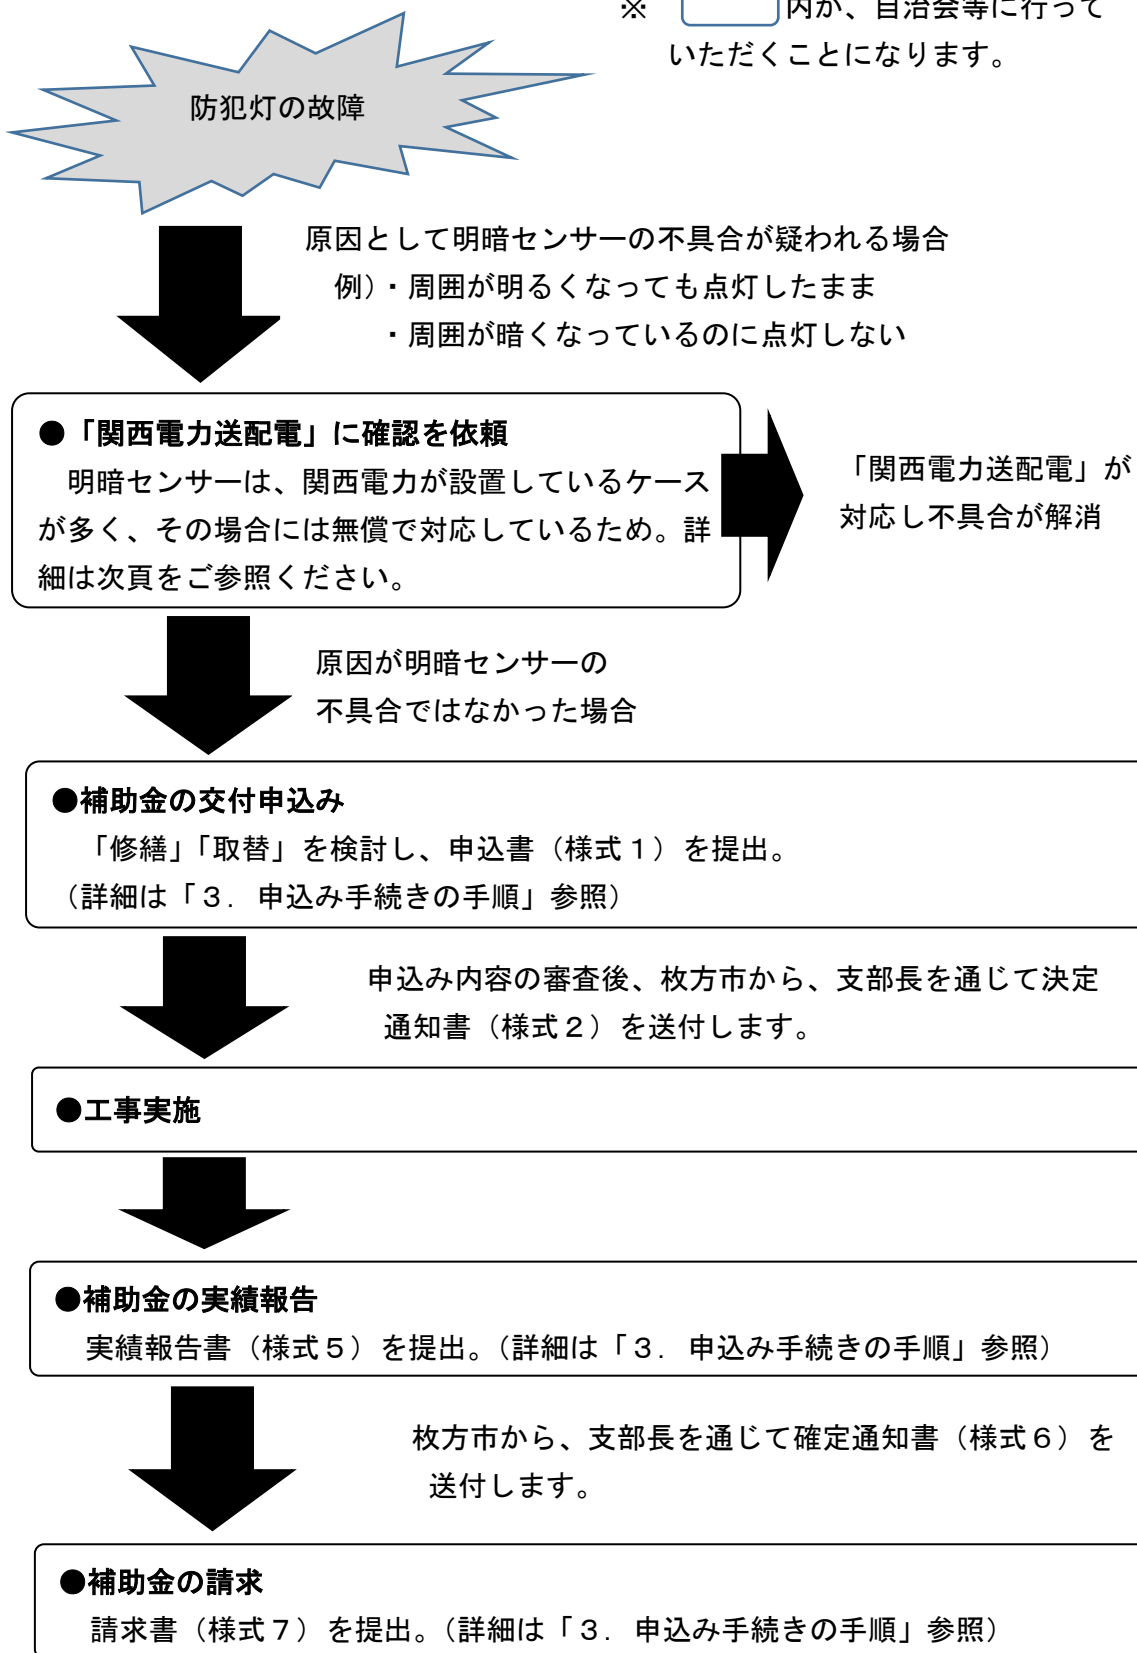 ※　　　　内が、自治会等に行って
いただくことになります。
防犯灯の故障
原因として明暗センサーの不具合が疑われる場合
例）・周囲が明るくなっても点灯したまま
・周囲が暗くなっているのに点灯しない
●「関西電力送配電」に確認を依頼
明暗センサーは、関西電力が設置しているケース
が多く、その場合には無償で対応しているため。詳
細は次頁をご参照ください。
「関西電力送配電」が
対応し不具合が解消
原因が明暗センサーの
不具合ではなかった場合
●補助金の交付申込み
「修繕」「取替」を検討し、申込書（様式１）を提出。
（詳細は「３．申込み手続きの手順」参照）
申込み内容の審査後、枚方市から、支部長を通じて決定
通知書（様式２）を送付します。
●工事実施
●補助金の実績報告
実績報告書（様式５）を提出。（詳細は「３．申込み手続きの手順」参照）
枚方市から、支部長を通じて確定通知書（様式６）を
送付します。
●補助金の請求
請求書（様式７）を提出。（詳細は「３．申込み手続きの手順」参照）